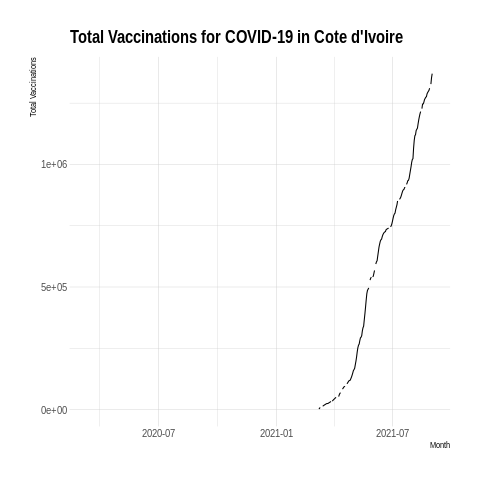 Total Vaccinations for COVID-19 in Cote d'Ivoire
Total Vaccinations
1e+06
5e+05
0e+00
2020-07
2021-01
2021-07
Month